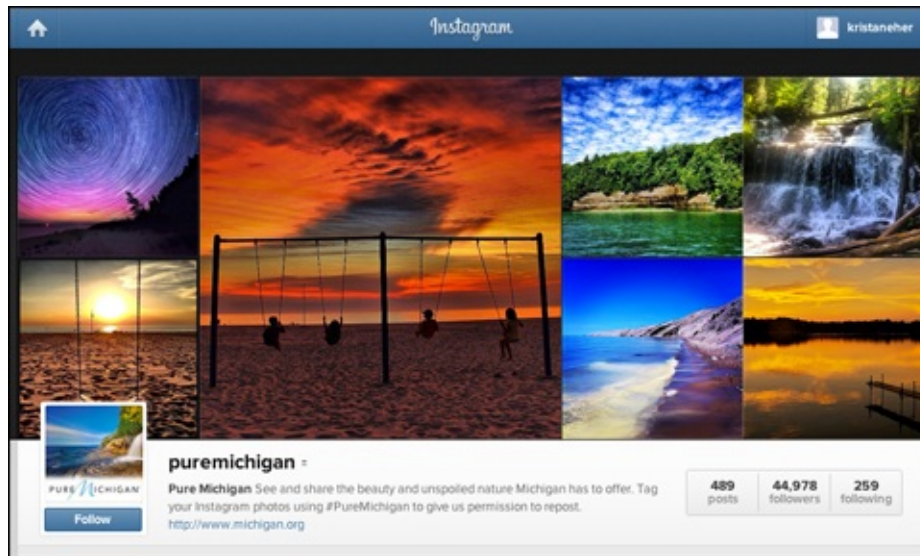 Instagram
kristaneher
puremichigan
Pure Michigan See and share the beauty and unspoiled nature Michigan has to offer. Tag
your Instagram photos using #PureMichigan to give us permission to repost.
http://www.michigan.org
489 posts
44,978 followers
259 following
PURE MICHIGAN
Follow